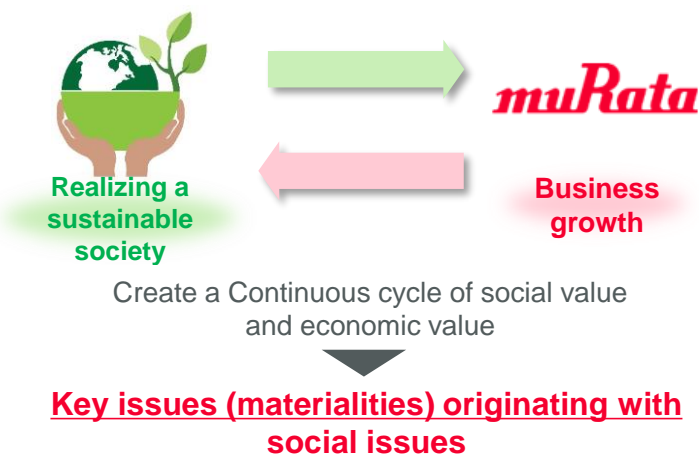 muRata
Realizing a
sustainable
society
Business
growth
Create a Continuous cycle of social value
and economic value
Key issues (materialities) originating with
social issues